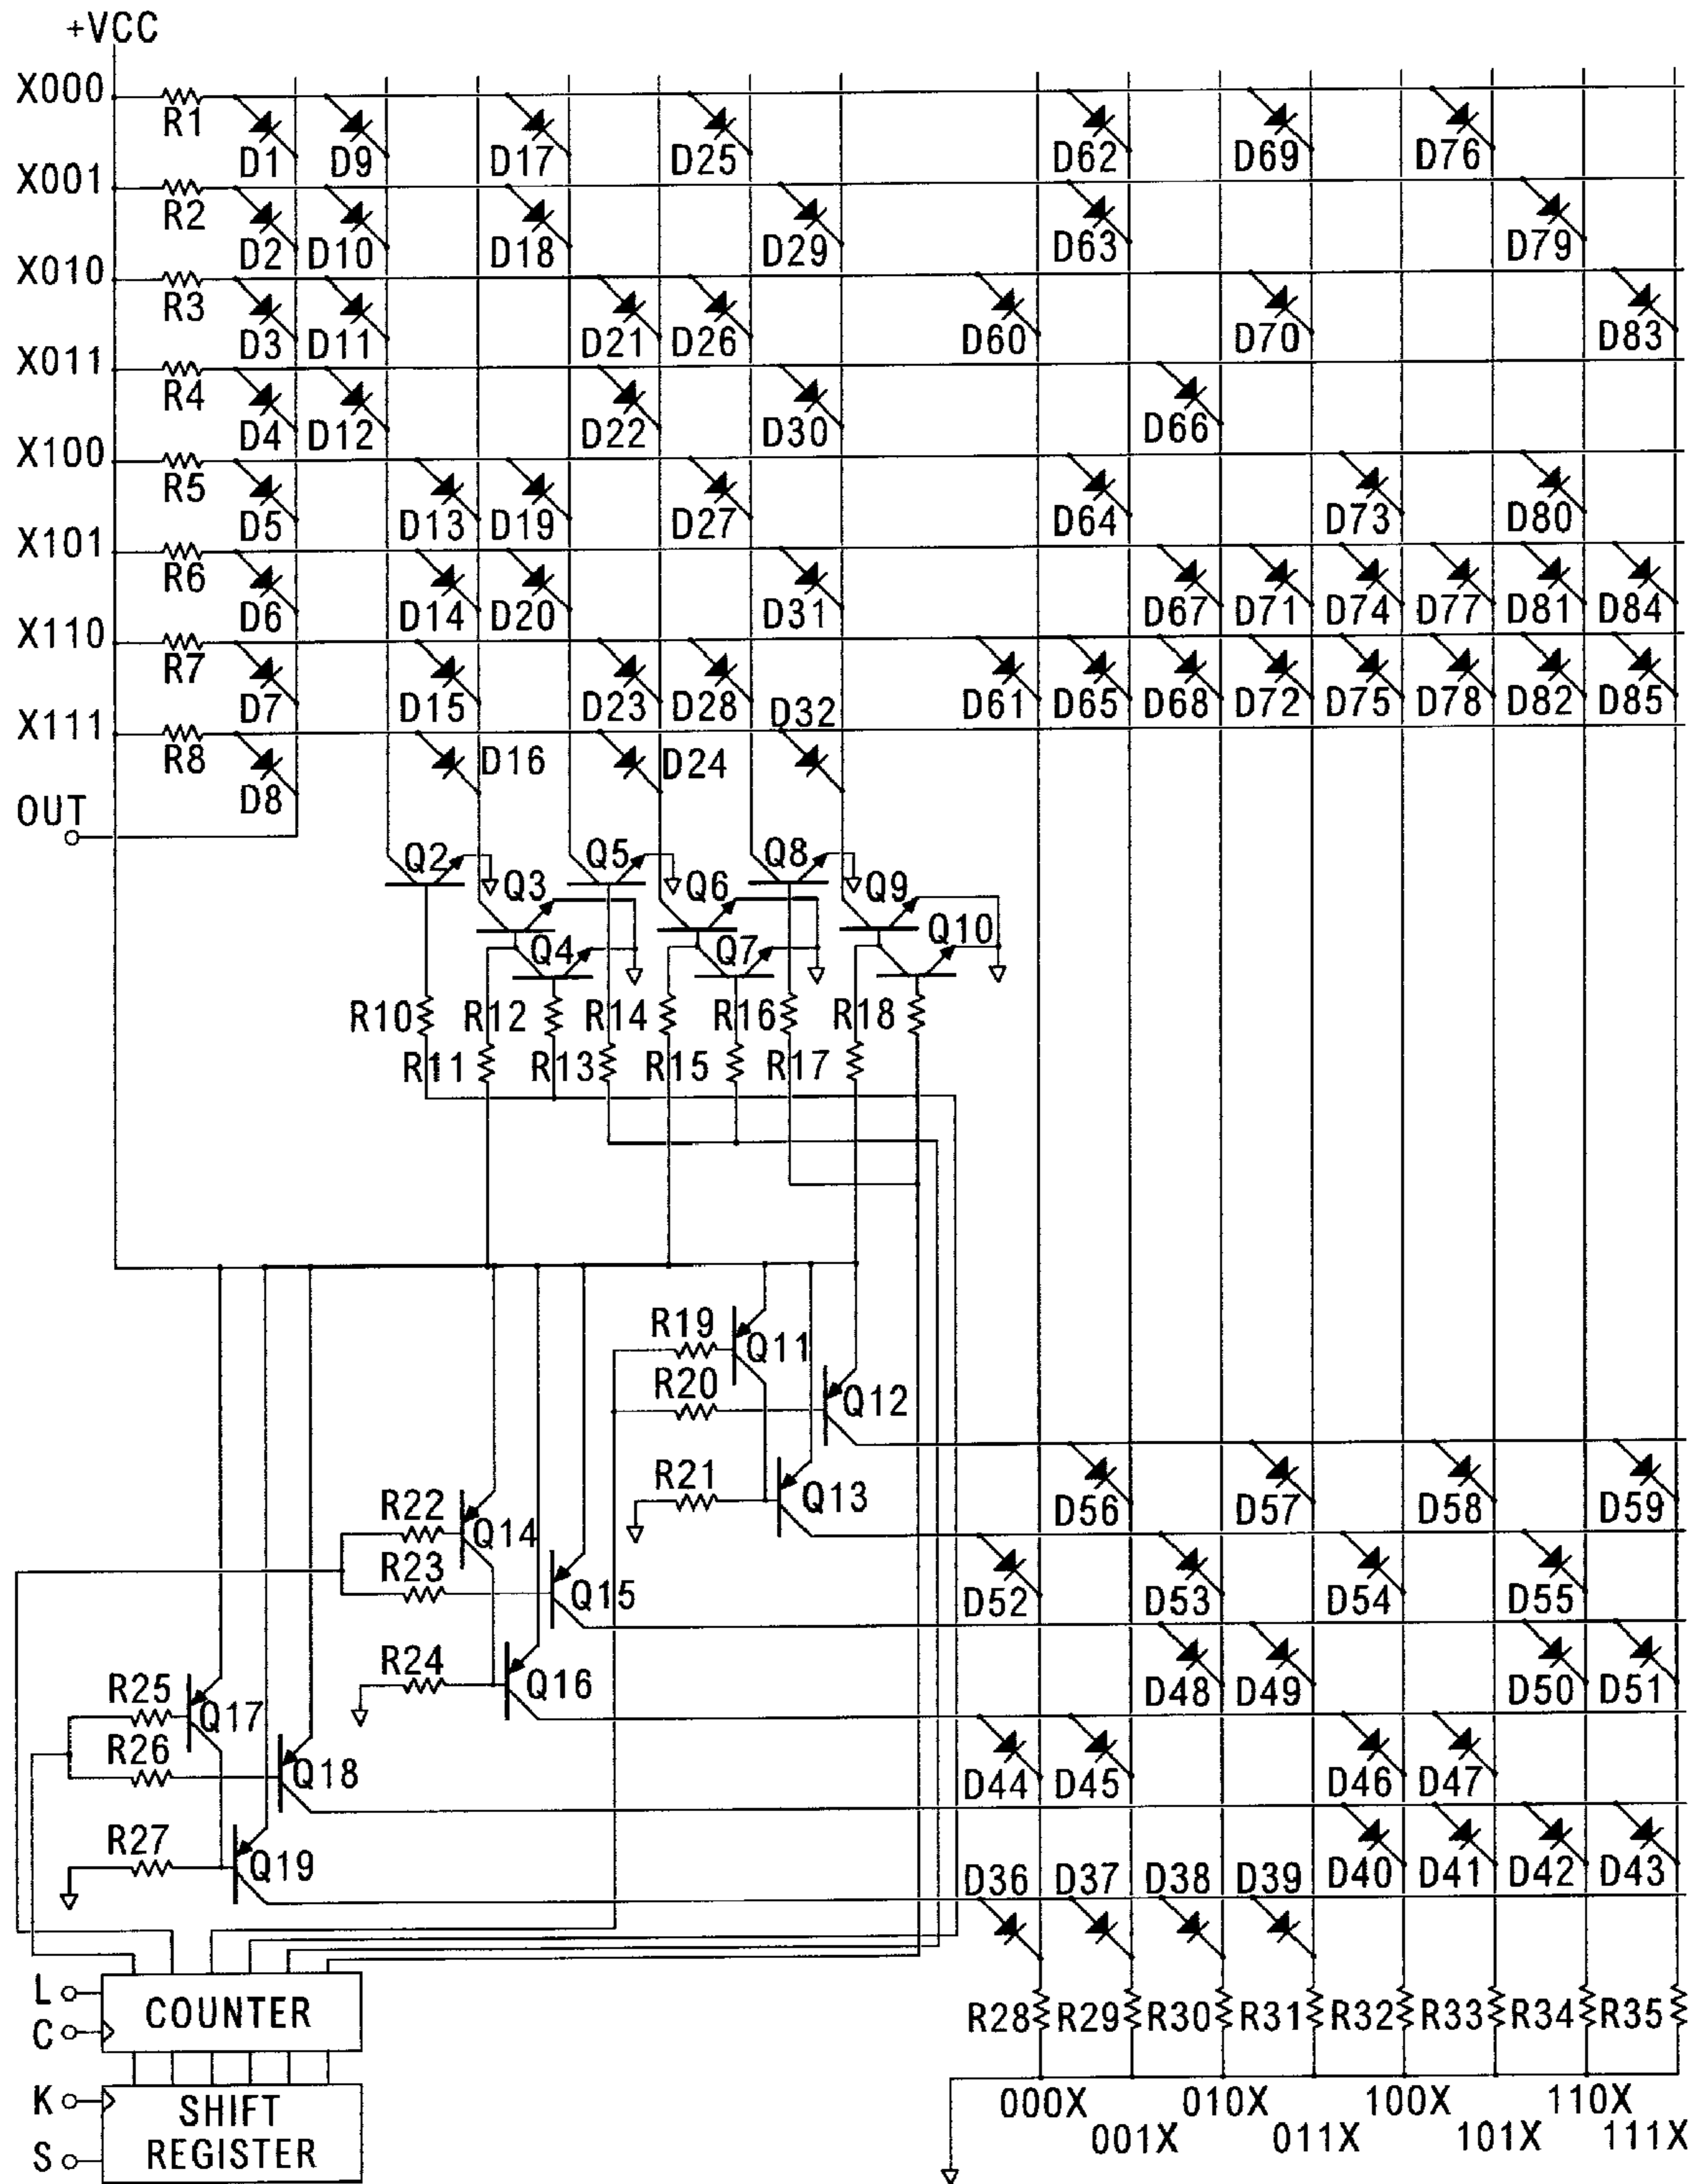 +VCC
X000
R1
D1
D9
D17
D25
D62
D69
D76
X001
R2
D2
D10
D18
D29
D63
D79
X010
R3
D3
D11
D21
D26
D60
D70
D83
X011
R4
D4
D12
D22
D30
D66
X100
R5
D5
D13
D19
D27
D64
D73
D80
X101
R6
D6
D14
D20
D31
D67
D71
D74
D77
D81
D84
X110
R7
D7
D15
D23
D28
D32
D61
D65
D68
D72
D75
D78
D82
D85
X111
R8
D8
D16
D24
OUT
Q2
Q5
Q8
Q3
Q6
Q9
Q4
Q7
Q10
R10
R12
R14
R16
R18
R11
R13
R15
R17
R19
Q11
R20
Q12
R21
Q13
D56
D57
D58
D59
R22
Q14
R23
Q15
D52
D53
D54
D55
R24
Q16
D48
D49
D50
D51
R25
Q17
R26
Q18
D44
D45
D46
D47
R27
Q19
D36
D37
D38
D39
D40
D41
D42
D43
L
C
COUNTER
R28
R29
R30
R31
R32
R33
R34
R35
K
S
SHIFT
REGISTER
000X
010X
100X
110X
001X
011X
101X
111X